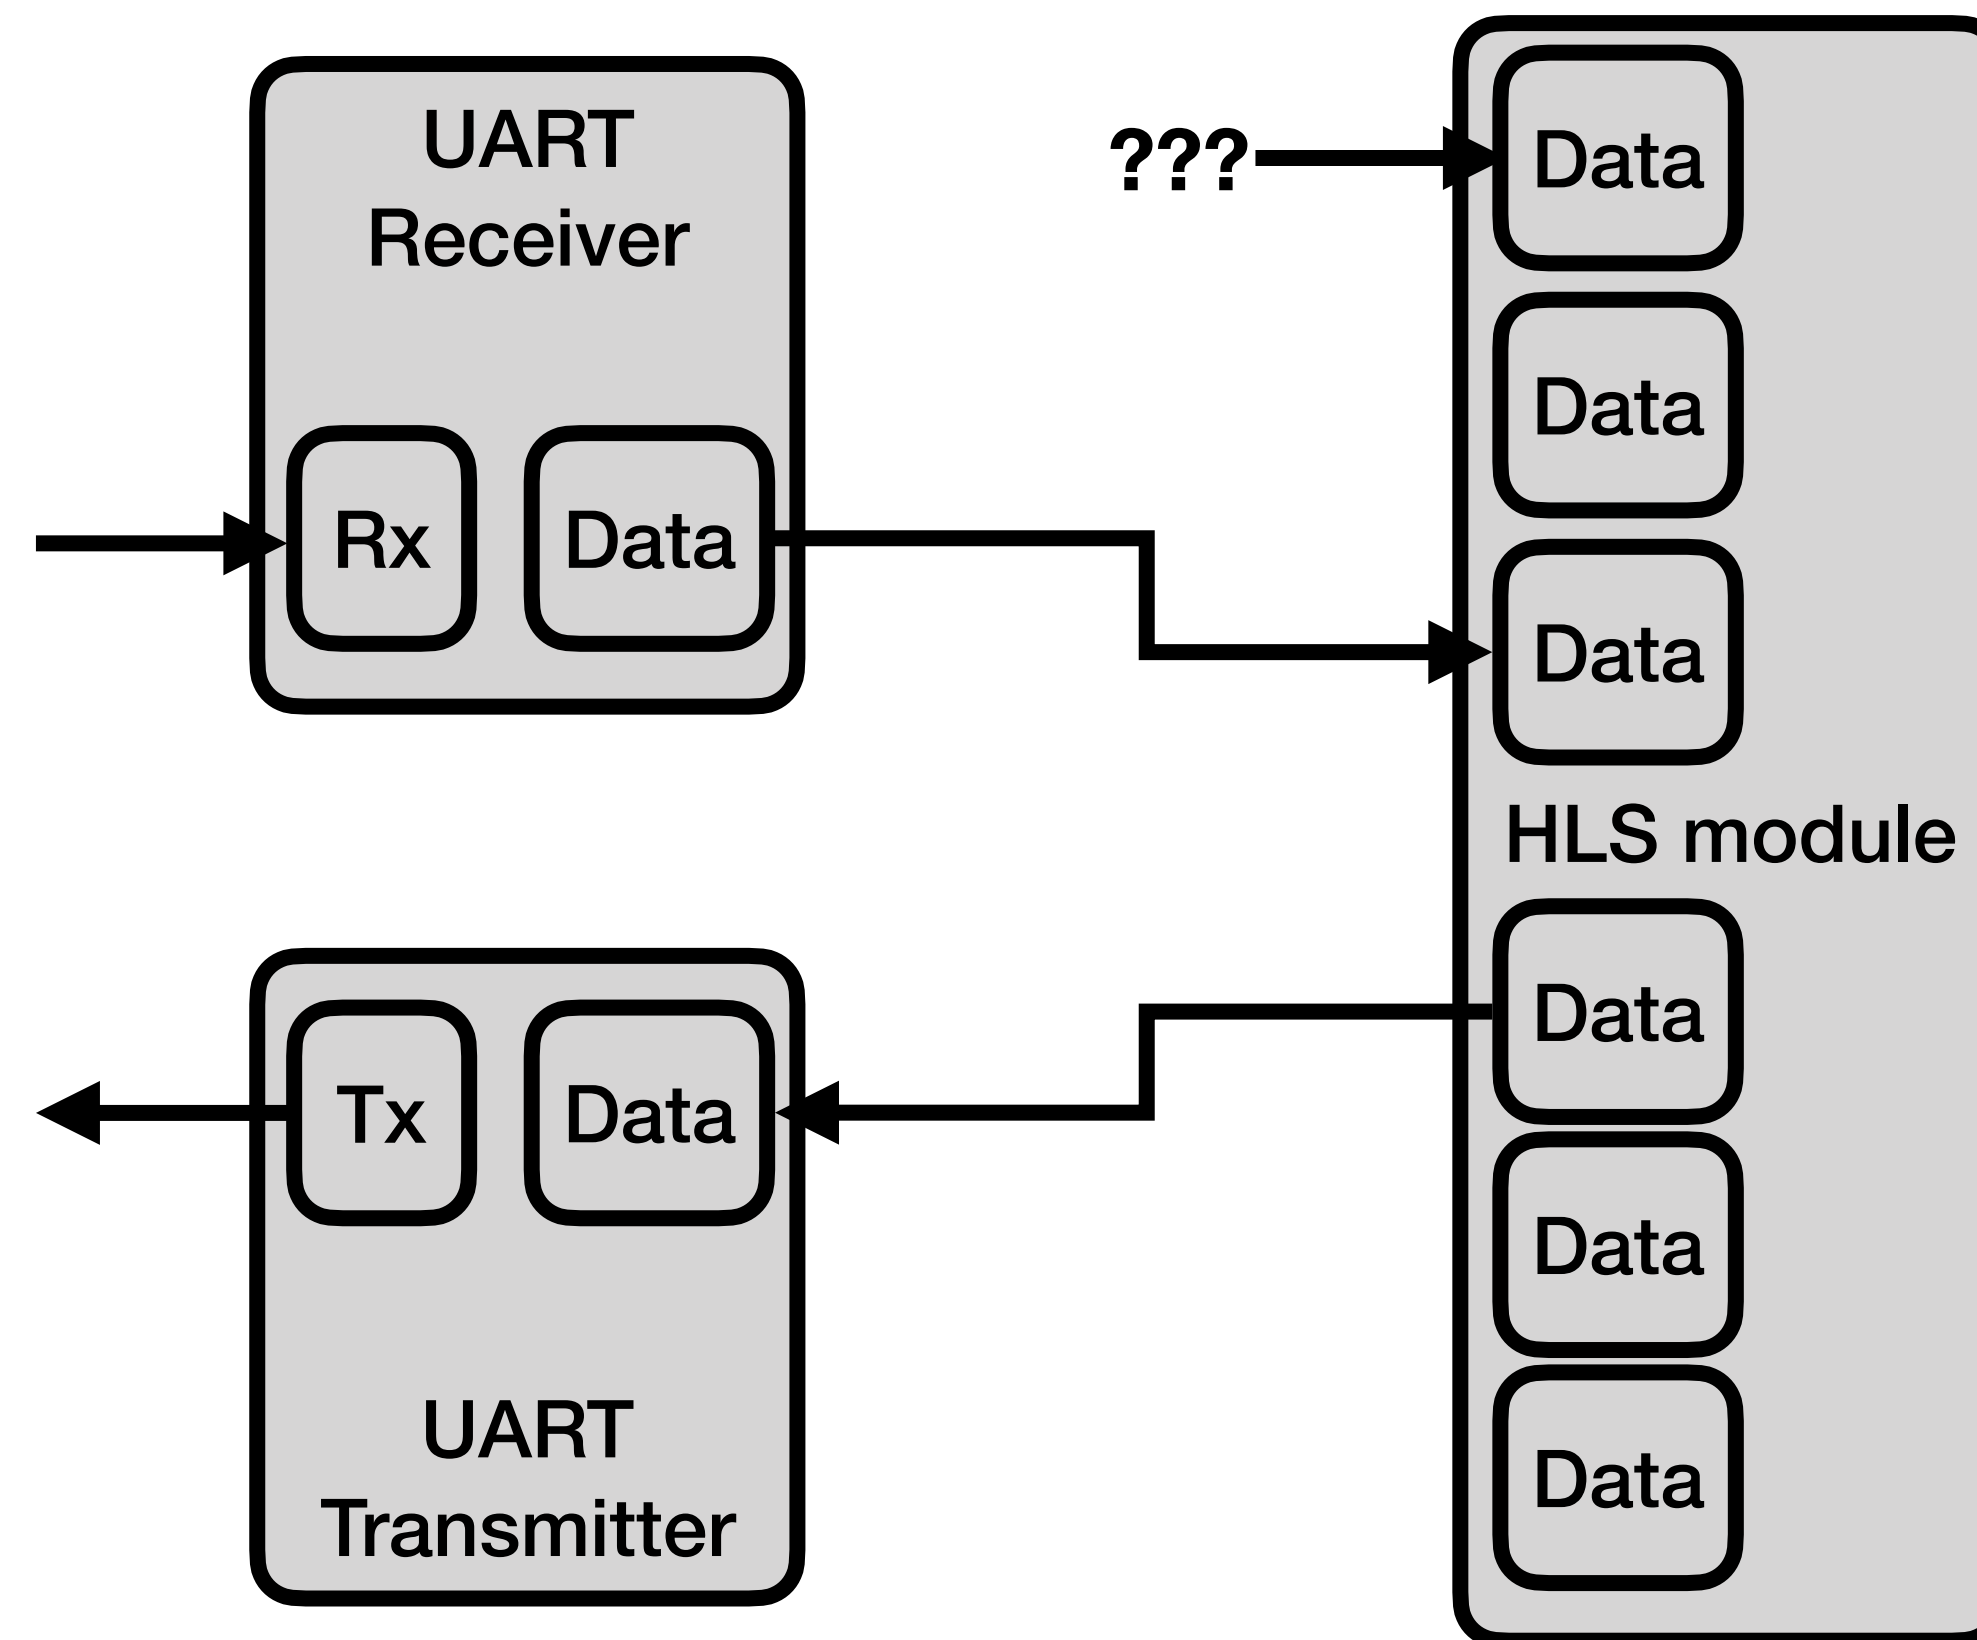 UART
Receiver
Rx
Data
???
Data
Data
Data
HLS module
Data
Data
Data
Tx
Data
UART
Transmitter